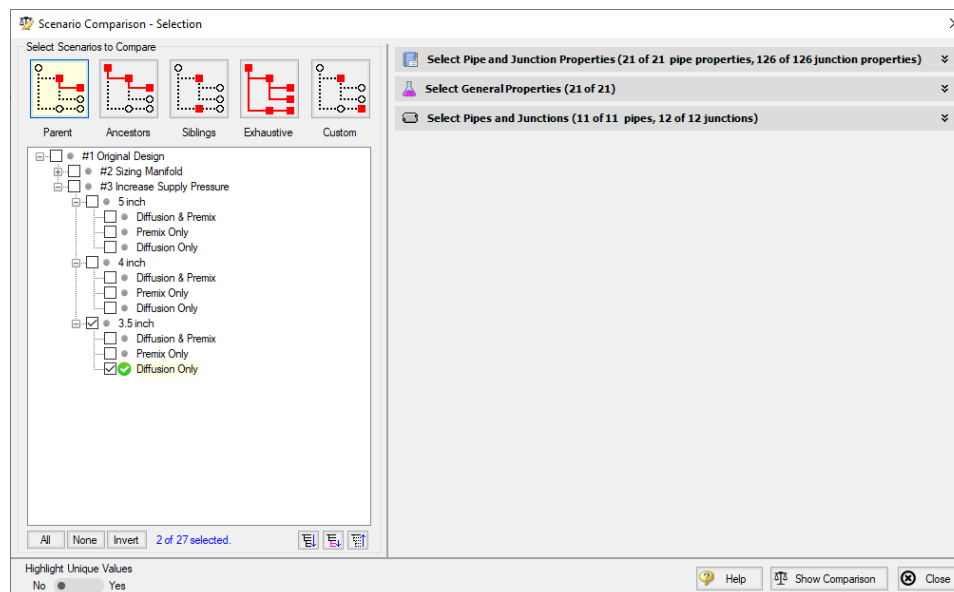 Scenario Comparison - Selection
Select Scenarios to Compare
Parent Ancestors Siblings Exhaustive Custom
#1 Original Design
#2 Sizing Manifold
#3 Increase Supply Pressure
5 inch
Diffusion & Premix
Premix Only
Diffusion Only
4 inch
Diffusion & Premix
Premix Only
Diffusion Only
3.5 inch
Diffusion & Premix
Premix Only
Diffusion Only
All None Invert 2 of 27 selected.
Select Pipe and Junction Properties (21 of 21 pipe properties, 126 of 126 junction properties)
Select General Properties (21 of 21)
Select Pipes and Junctions (11 of 11 pipes, 12 of 12 junctions)
Highlight Unique Values
No Yes
Help Show Comparison Close